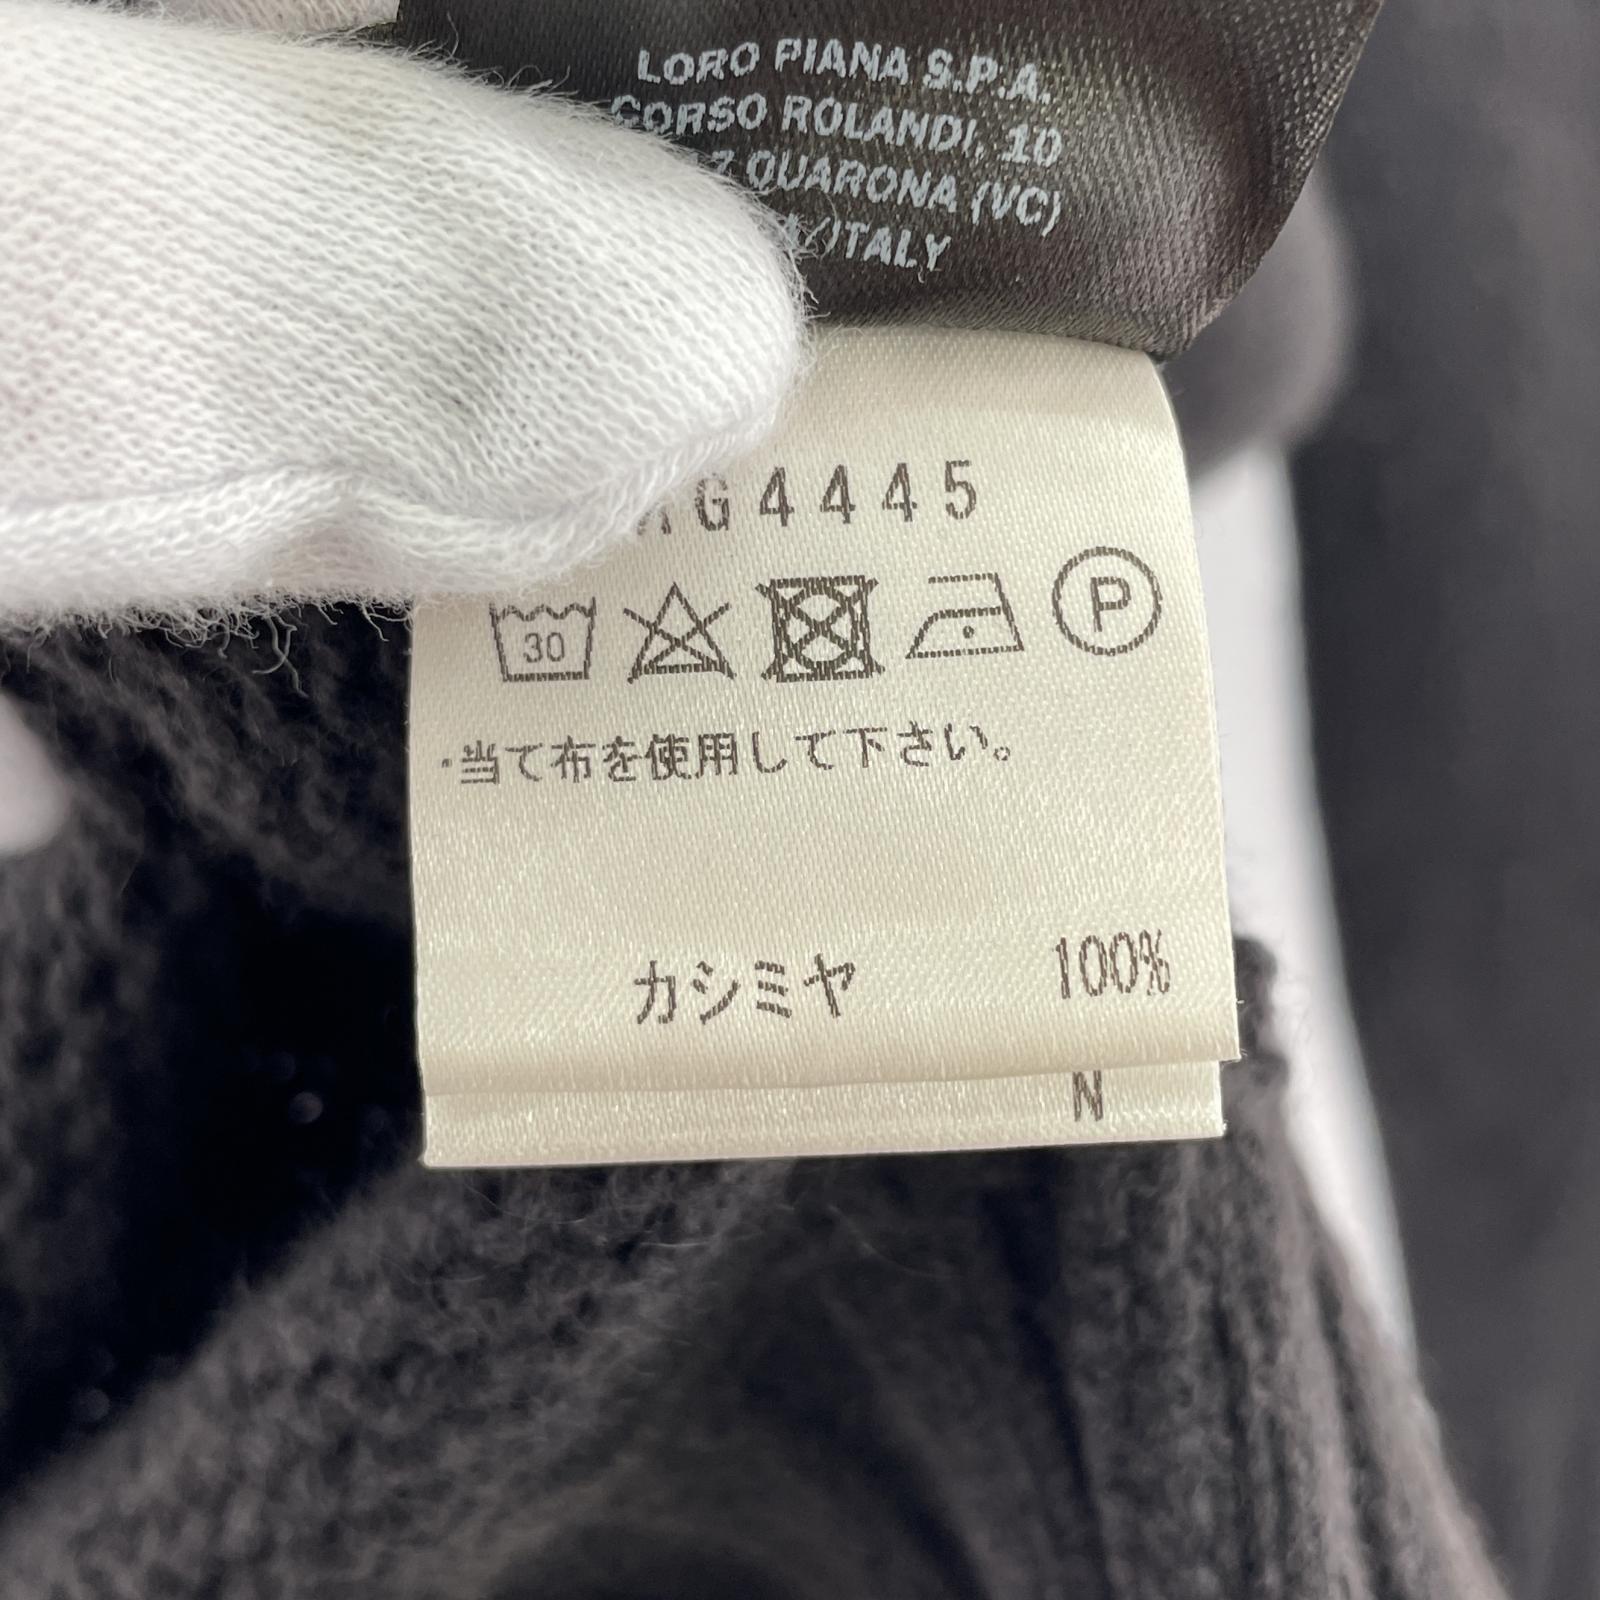 LORO PIANA S.P.A.
CORSO ROLANDI, 10
QUARONA (VC)
/ITALY
G4445
30
P
・当て布を使用して下さい。
カシミヤ 100%
N